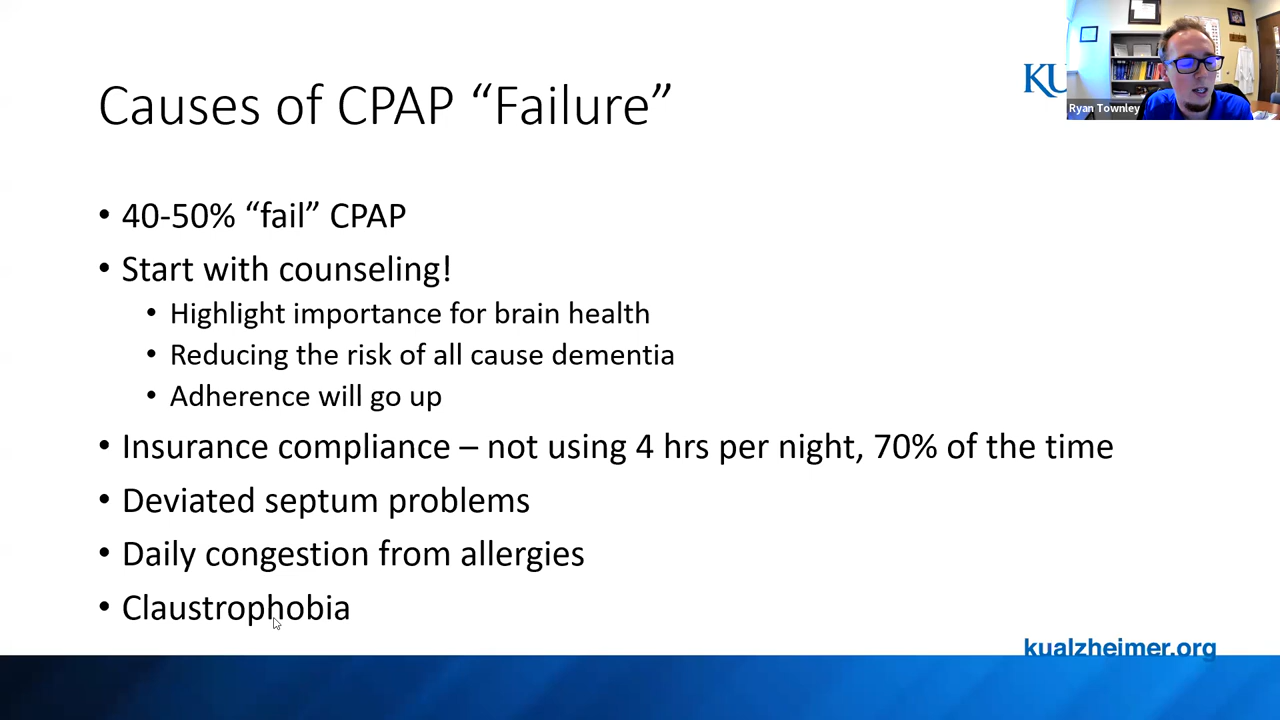 Causes of CPAP “Failure”
KU
Ryan Townley
• 40-50% “fail” CPAP
• Start with counseling!
• Highlight importance for brain health
• Reducing the risk of all cause dementia
• Adherence will go up
• Insurance compliance – not using 4 hrs per night, 70% of the time
• Deviated septum problems
• Daily congestion from allergies
• Claustrophobia
kualzheimer.org